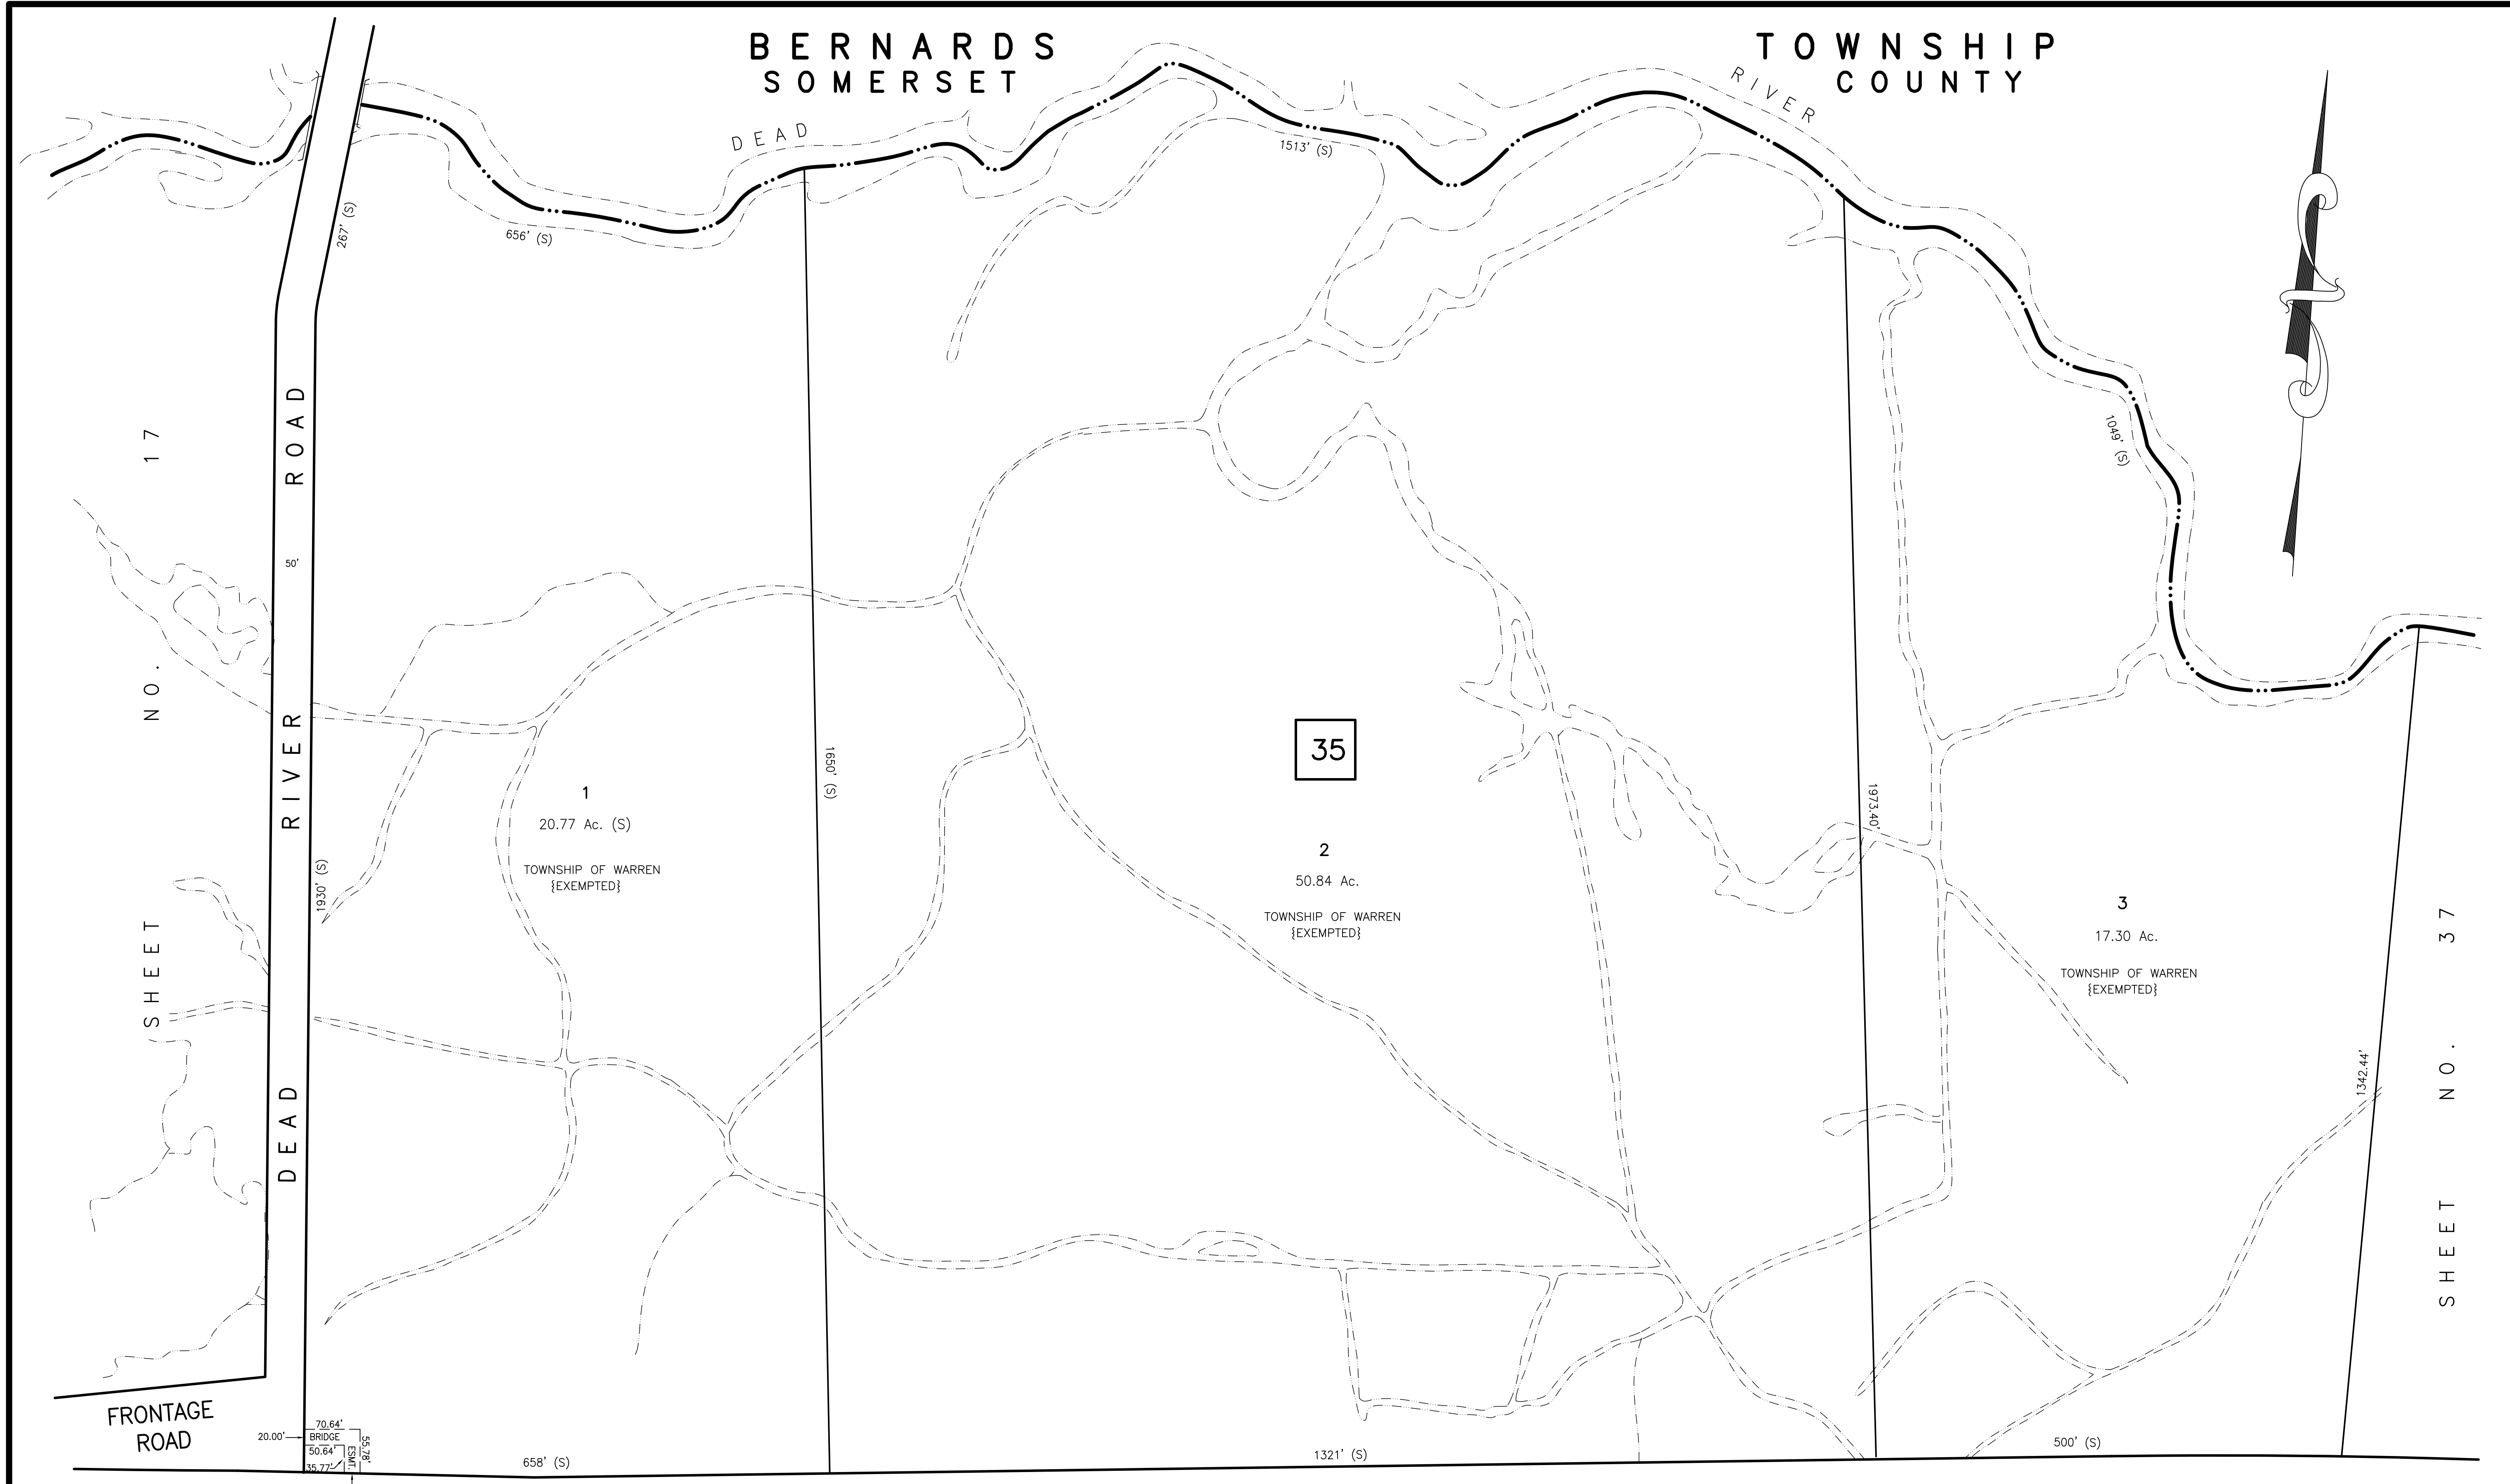 BERNARDS TOWNSHIP
SOMERSET COUNTY
DEAD RIVER
1513' (S)
267' (S)
656' (S)
1049' (S)
SHEET NO. 17
DEAD RIVER ROAD
50'
1650' (S)
35
1
20.77 Ac. (S)
TOWNSHIP OF WARREN
{EXEMPTED}
1930' (S)
2
50.84 Ac.
TOWNSHIP OF WARREN
{EXEMPTED}
1973.40'
3
17.30 Ac.
TOWNSHIP OF WARREN
{EXEMPTED}
1342.44'
SHEET NO. 37
FRONTAGE
ROAD
70.64'
20.00'
BRIDGE
50.64'
35.77'
ESMT.
55.78'
658' (S)
1321' (S)
500' (S)